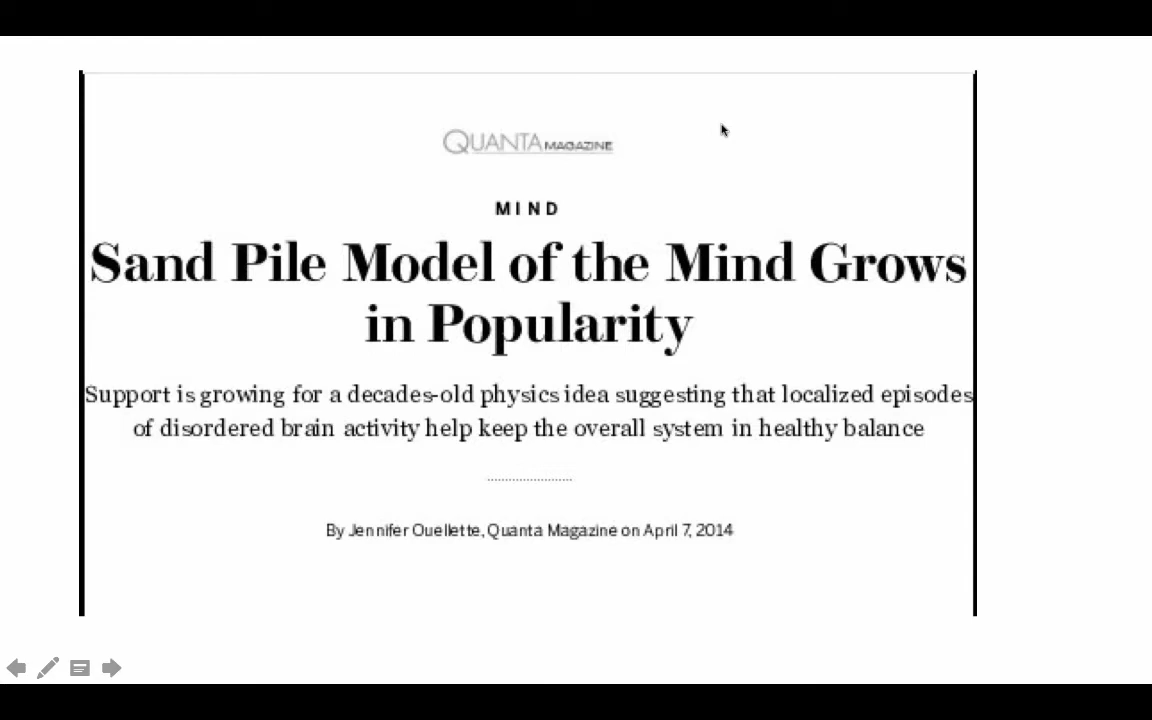 QUANTA MAGAZINE
MIND
Sand Pile Model of the Mind Grows
in Popularity
Support is growing for a decades-old physics idea suggesting that localized episodes
of disordered brain activity help keep the overall system in healthy balance
By Jennifer Ouellette, Quanta Magazine on April 7, 2014